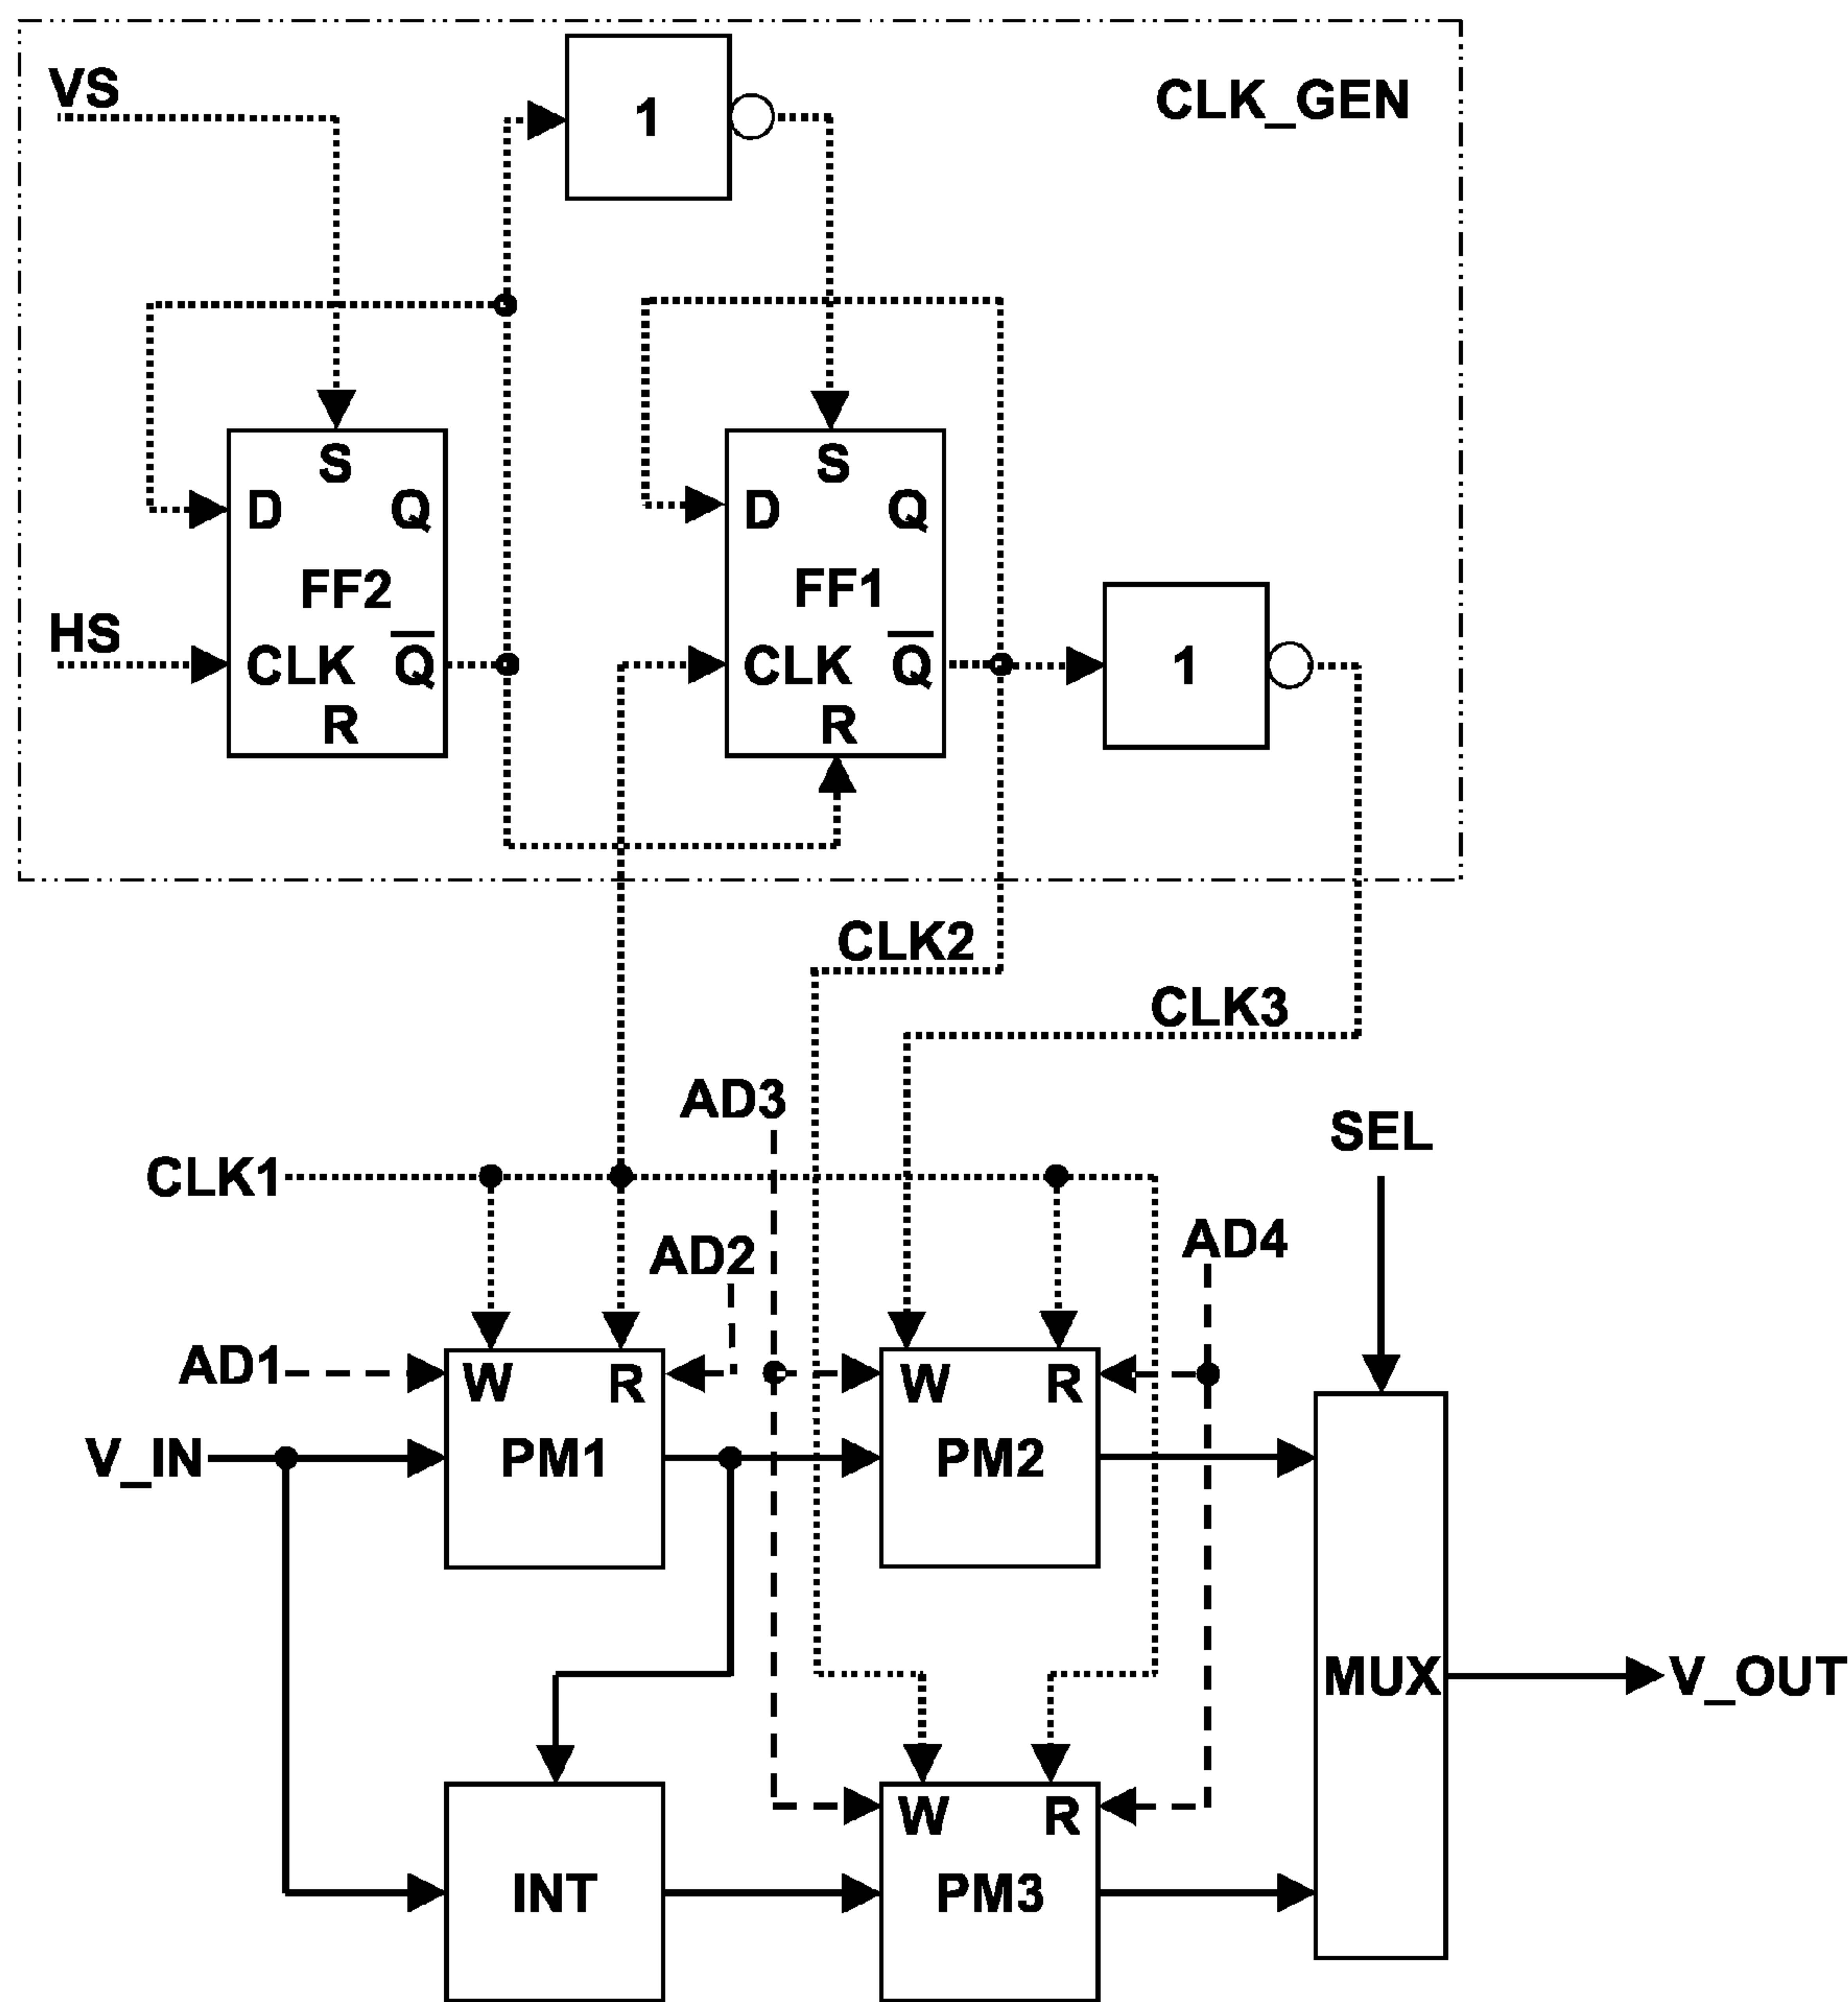 VS
1
CLK_GEN
S
D Q
FF2
HS
CLK Q̅
R
S
D Q
FF1
CLK Q̅
R
1
CLK2
CLK3
AD3
SEL
CLK1
AD2
AD4
AD1
W R
PM1
V_IN
W R
PM2
MUX
V_OUT
INT
W R
PM3